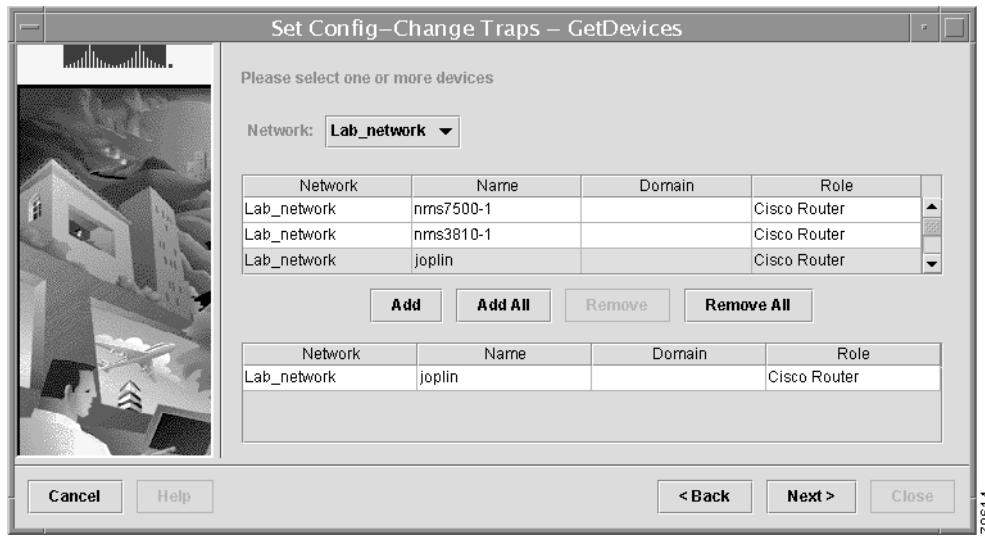 Set Config–Change Traps – GetDevices
Please select one or more devices
Network: Lab_network
Network Name Domain Role
Lab_network nms7500-1 Cisco Router
Lab_network nms3810-1 Cisco Router
Lab_network joplin Cisco Router
Add Add All Remove Remove All
Network Name Domain Role
Lab_network joplin Cisco Router
Cancel Help < Back Next > Close